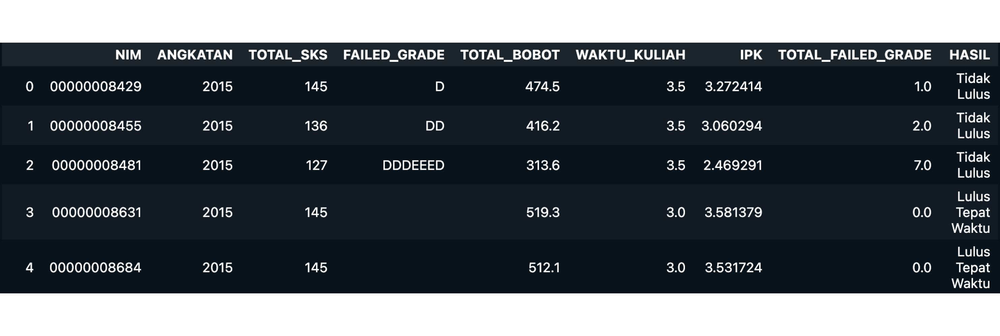 NIM ANGKATAN TOTAL_SKS FAILED_GRADE TOTAL_BOBOT WAKTU_KULIAH IPK TOTAL_FAILED_GRADE HASIL
0 00000008429 2015 145 D 474.5 3.5 3.272414 1.0 Tidak Lulus
1 00000008455 2015 136 DD 416.2 3.5 3.060294 2.0 Tidak Lulus
2 00000008481 2015 127 DDDEEED 313.6 3.5 2.469291 7.0 Tidak Lulus
3 00000008631 2015 145 519.3 3.0 3.581379 0.0 Lulus Tepat Waktu
4 00000008684 2015 145 512.1 3.0 3.531724 0.0 Lulus Tepat Waktu